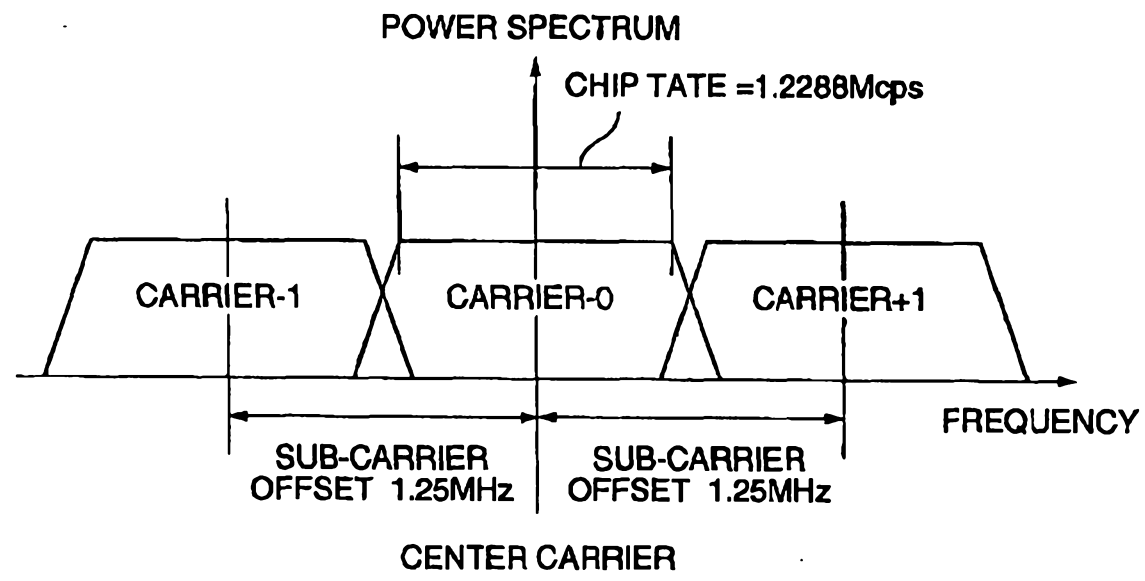 POWER SPECTRUM
CHIP TATE =1.2288Mcps
CARRIER-1
CARRIER-0
CARRIER+1
FREQUENCY
SUB-CARRIER
OFFSET 1.25MHz
SUB-CARRIER
OFFSET 1.25MHz
CENTER CARRIER